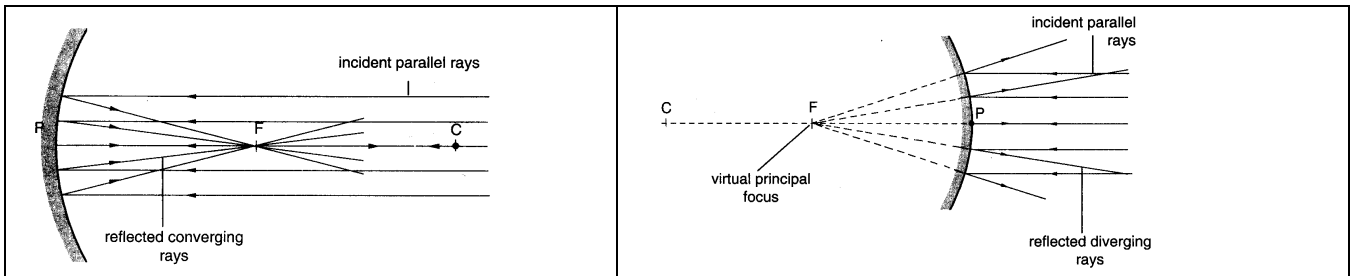 incident parallel rays
P
F
C
reflected converging
rays
incident parallel
rays
C
F
P
virtual principal
focus
reflected diverging
rays